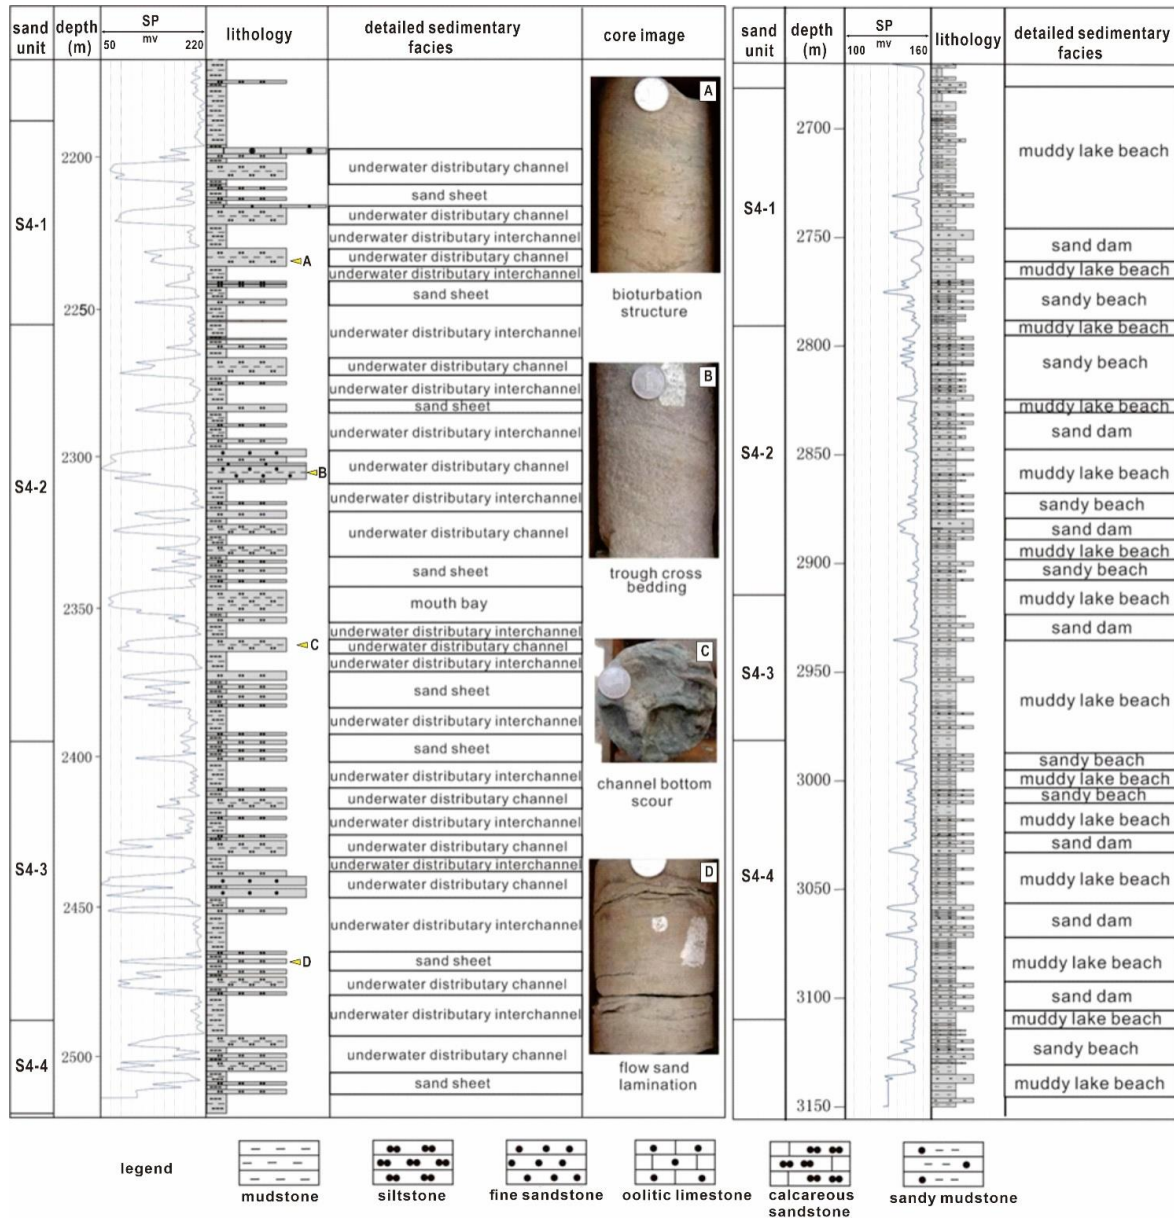 sand unit
depth (m)
SP
mv
50 220
lithology
detailed sedimentary facies
core image
S4-1
S4-2
S4-3
S4-4
2200
2250
2300
2350
2400
2450
2500
underwater distributary channel
sand sheet
underwater distributary channel
underwater distributary interchannel
underwater distributary channel
underwater distributary interchannel
sand sheet
underwater distributary interchannel
underwater distributary channel
underwater distributary interchannel
sand sheet
underwater distributary interchannel
underwater distributary channel
underwater distributary interchannel
underwater distributary channel
sand sheet
mouth bay
underwater distributary interchannel
underwater distributary channel
underwater distributary interchannel
sand sheet
underwater distributary interchannel
sand sheet
underwater distributary interchannel
underwater distributary channel
underwater distributary interchannel
underwater distributary channel
underwater distributary interchannel
underwater distributary channel
underwater distributary interchannel
sand sheet
underwater distributary channel
underwater distributary interchannel
underwater distributary channel
sand sheet
A
B
C
D
A
bioturbation
structure
B
trough cross
bedding
C
channel bottom
scour
D
flow sand
lamination
sand unit
depth (m)
SP
mv
100 160
lithology
detailed sedimentary facies
S4-1
S4-2
S4-3
S4-4
2700
2750
2800
2850
2900
2950
3000
3050
3100
3150
muddy lake beach
sand dam
muddy lake beach
sandy beach
muddy lake beach
sandy beach
muddy lake beach
sand dam
muddy lake beach
sandy beach
sand dam
muddy lake beach
sandy beach
muddy lake beach
sand dam
muddy lake beach
sandy beach
muddy lake beach
sandy beach
muddy lake beach
sand dam
muddy lake beach
sand dam
muddy lake beach
sand dam
muddy lake beach
sandy beach
muddy lake beach
legend
mudstone
siltstone
fine sandstone
oolitic limestone
calcareous
sandstone
sandy mudstone